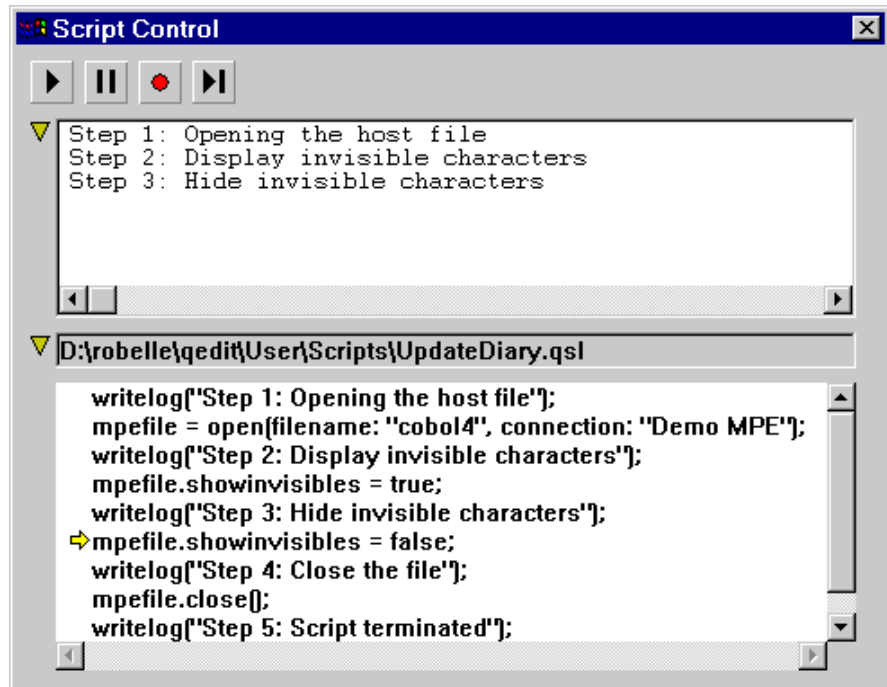 Script Control
Step 1: Opening the host file
Step 2: Display invisible characters
Step 3: Hide invisible characters
D:\robelle\qedit\User\Scripts\UpdateDiary.qsl
writelog("Step 1: Opening the host file");
mpefile = open(filename: "cobol4", connection: "Demo MPE");
writelog("Step 2: Display invisible characters");
mpefile.showinvisibles = true;
writelog("Step 3: Hide invisible characters");
mpefile.showinvisibles = false;
writelog("Step 4: Close the file");
mpefile.close();
writelog("Step 5: Script terminated");